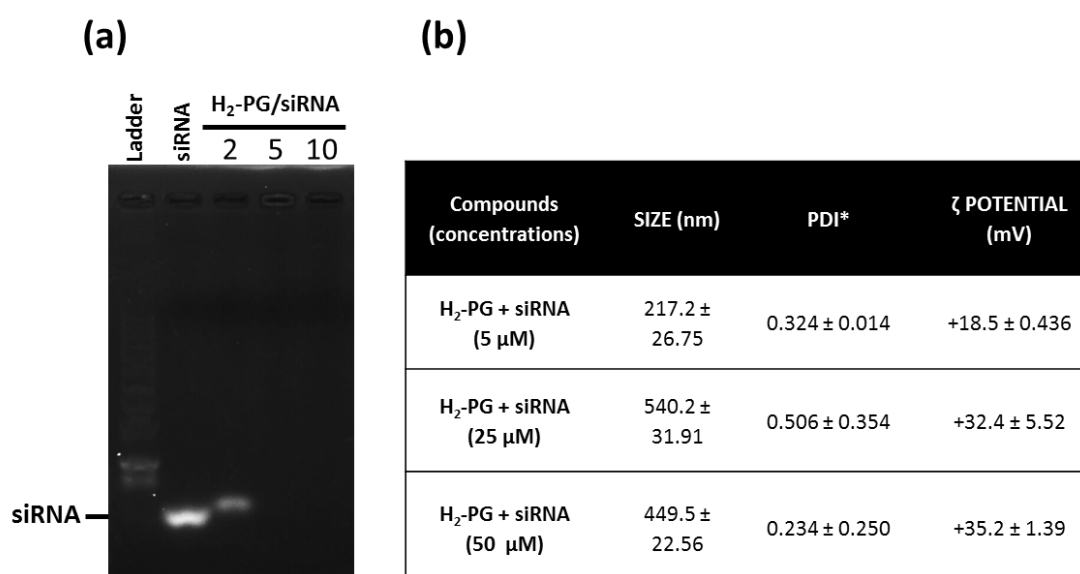 (a)
(b)
Ladder
siRNA
H₂-PG/siRNA
2 5 10
siRNA
Compounds
(concentrations)
SIZE (nm)
PDI*
ζ POTENTIAL
(mV)
H₂-PG + siRNA
(5 µM)
217.2 ±
26.75
0.324 ± 0.014
+18.5 ± 0.436
H₂-PG + siRNA
(25 µM)
540.2 ±
31.91
0.506 ± 0.354
+32.4 ± 5.52
H₂-PG + siRNA
(50 µM)
449.5 ±
22.56
0.234 ± 0.250
+35.2 ± 1.39